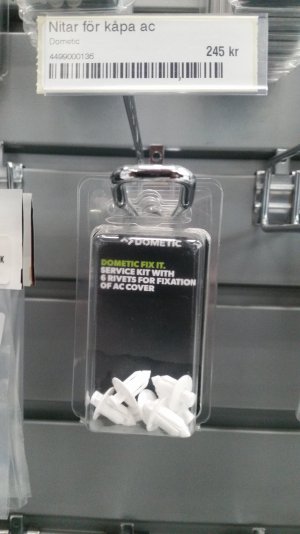 Nitar för kåpa ac
Dometic
4499000136
245 kr
DOMETIC
DOMETIC FIX IT.
SERVICE KIT WITH
6 RIVETS FOR FIXATION
OF AC COVER
K